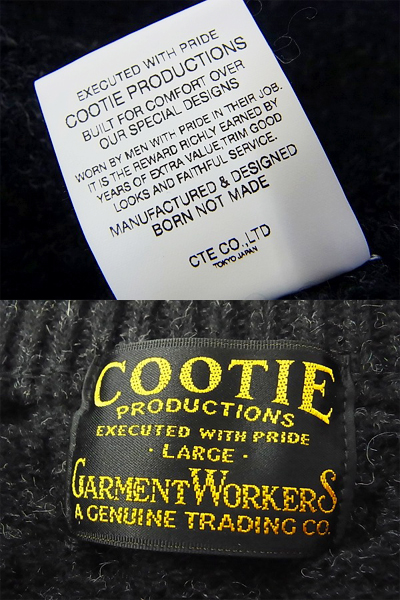 EXECUTED WITH PRIDE
COOTIE PRODUCTIONS
BUILT FOR COMFORT OVER
OUR SPECIAL DESIGNS
WORN BY MEN WITH PRIDE IN THEIR JOB.
IT IS THE REWARD RICHLY EARNED BY
YEARS OF EXTRA VALUE,TRIM GOOD
LOOKS AND FAITHFUL SERVICE.
MANUFACTURED & DESIGNED
BORN NOT MADE
CTE CO.,LTD
TOKYO JAPAN
COOTIE
PRODUCTIONS
EXECUTED WITH PRIDE
· LARGE ·
GARMENT WORKERS
A GENUINE TRADING CO.